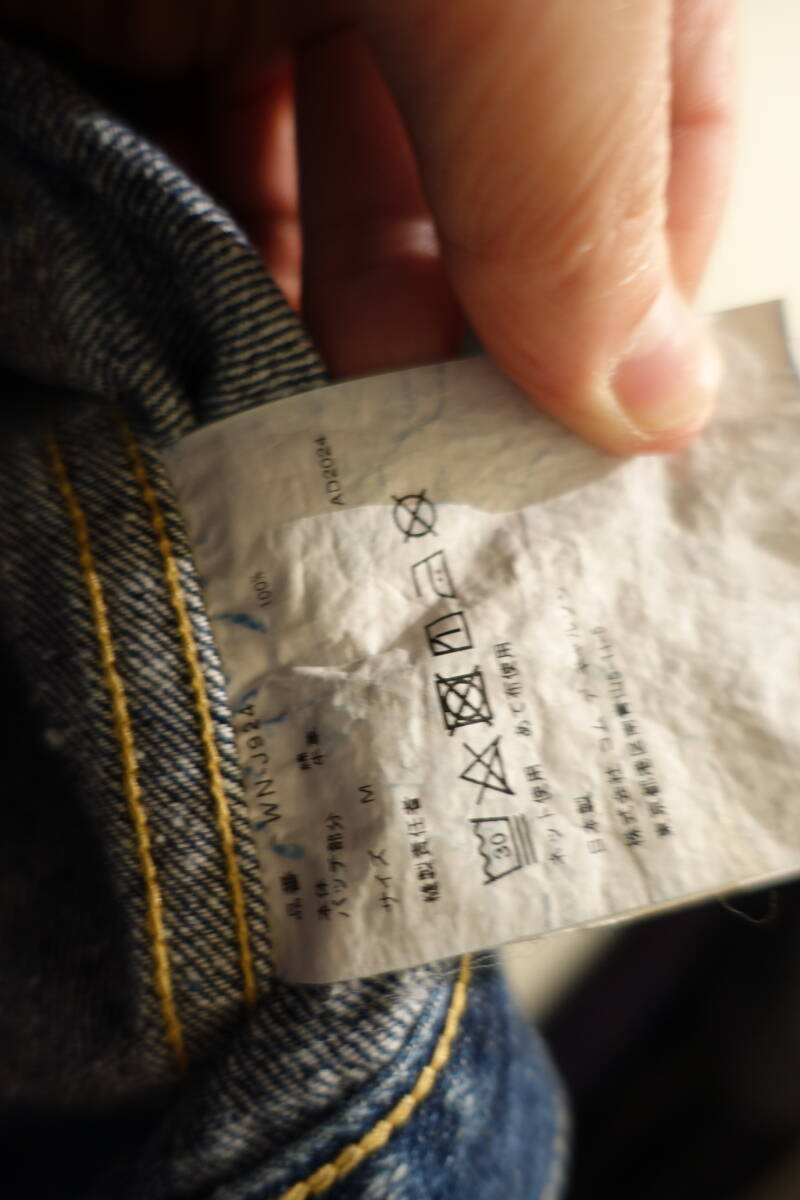 品番 WN-J924
本体 綿 100%
パッチ部分 牛革
サイズ M AD2024
縫製責任者
30
ネット使用 あて布使用
日本製
株式会社 コム デ ギャルソン
東京都港区南青山